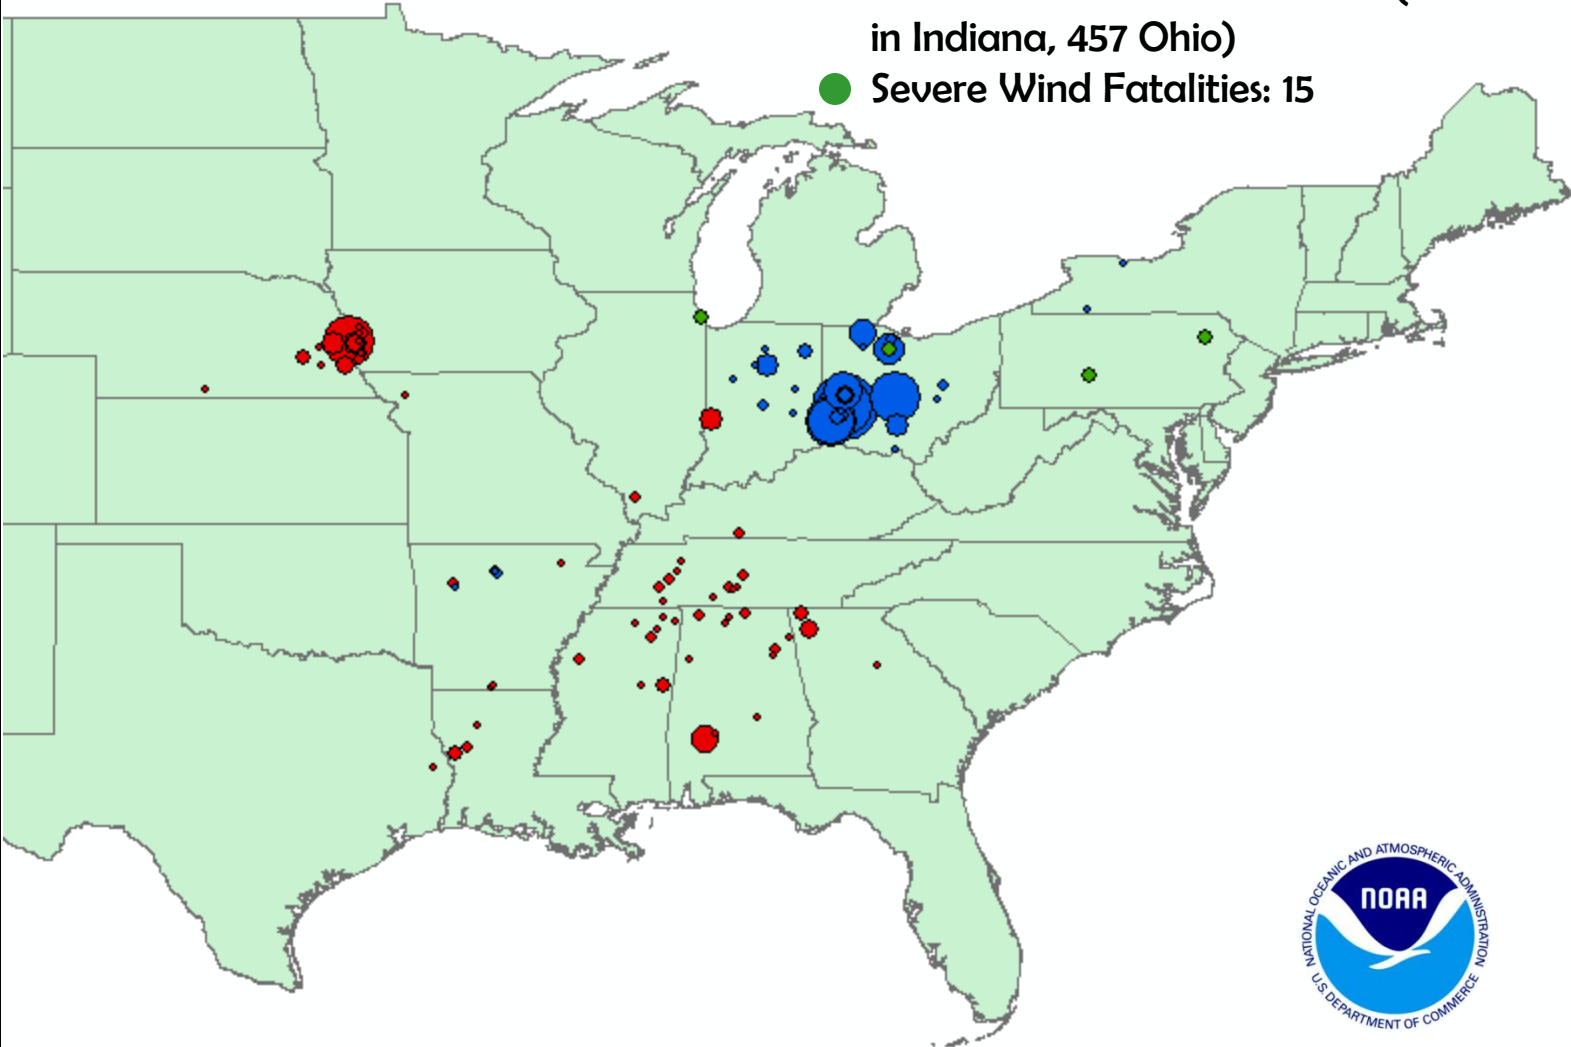 in Indiana, 457 Ohio)
Severe Wind Fatalities: 15
NATIONAL OCEANIC AND ATMOSPHERIC ADMINISTRATION
NOAA
U.S. DEPARTMENT OF COMMERCE